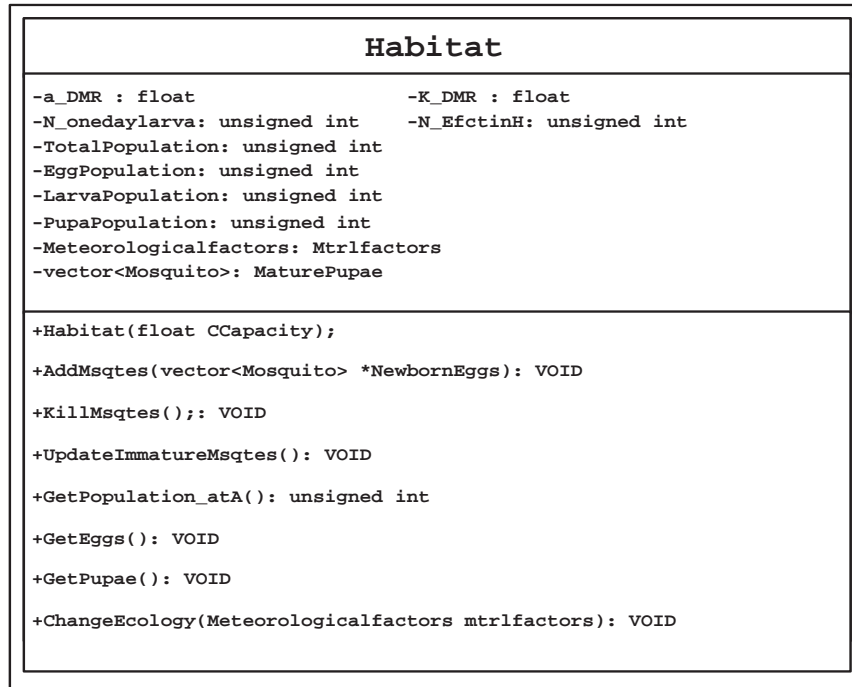 Habitat
-a_DMR : float -K_DMR : float
-N_onedaylarva: unsigned int -N_EfctinH: unsigned int
-TotalPopulation: unsigned int
-EggPopulation: unsigned int
-LarvaPopulation: unsigned int
-PupaPopulation: unsigned int
-Meteorologicalfactors: Mtrlfactors
-vector<Mosquito>: MaturePupae
+Habitat(float CCapacity);
+AddMsqtes(vector<Mosquito> *NewbornEggs): VOID
+KillMsqtes();: VOID
+UpdateImmatureMsqtes(): VOID
+GetPopulation_atA(): unsigned int
+GetEggs(): VOID
+GetPupae(): VOID
+ChangeEcology(Meteorologicalfactors mtrlfactors): VOID